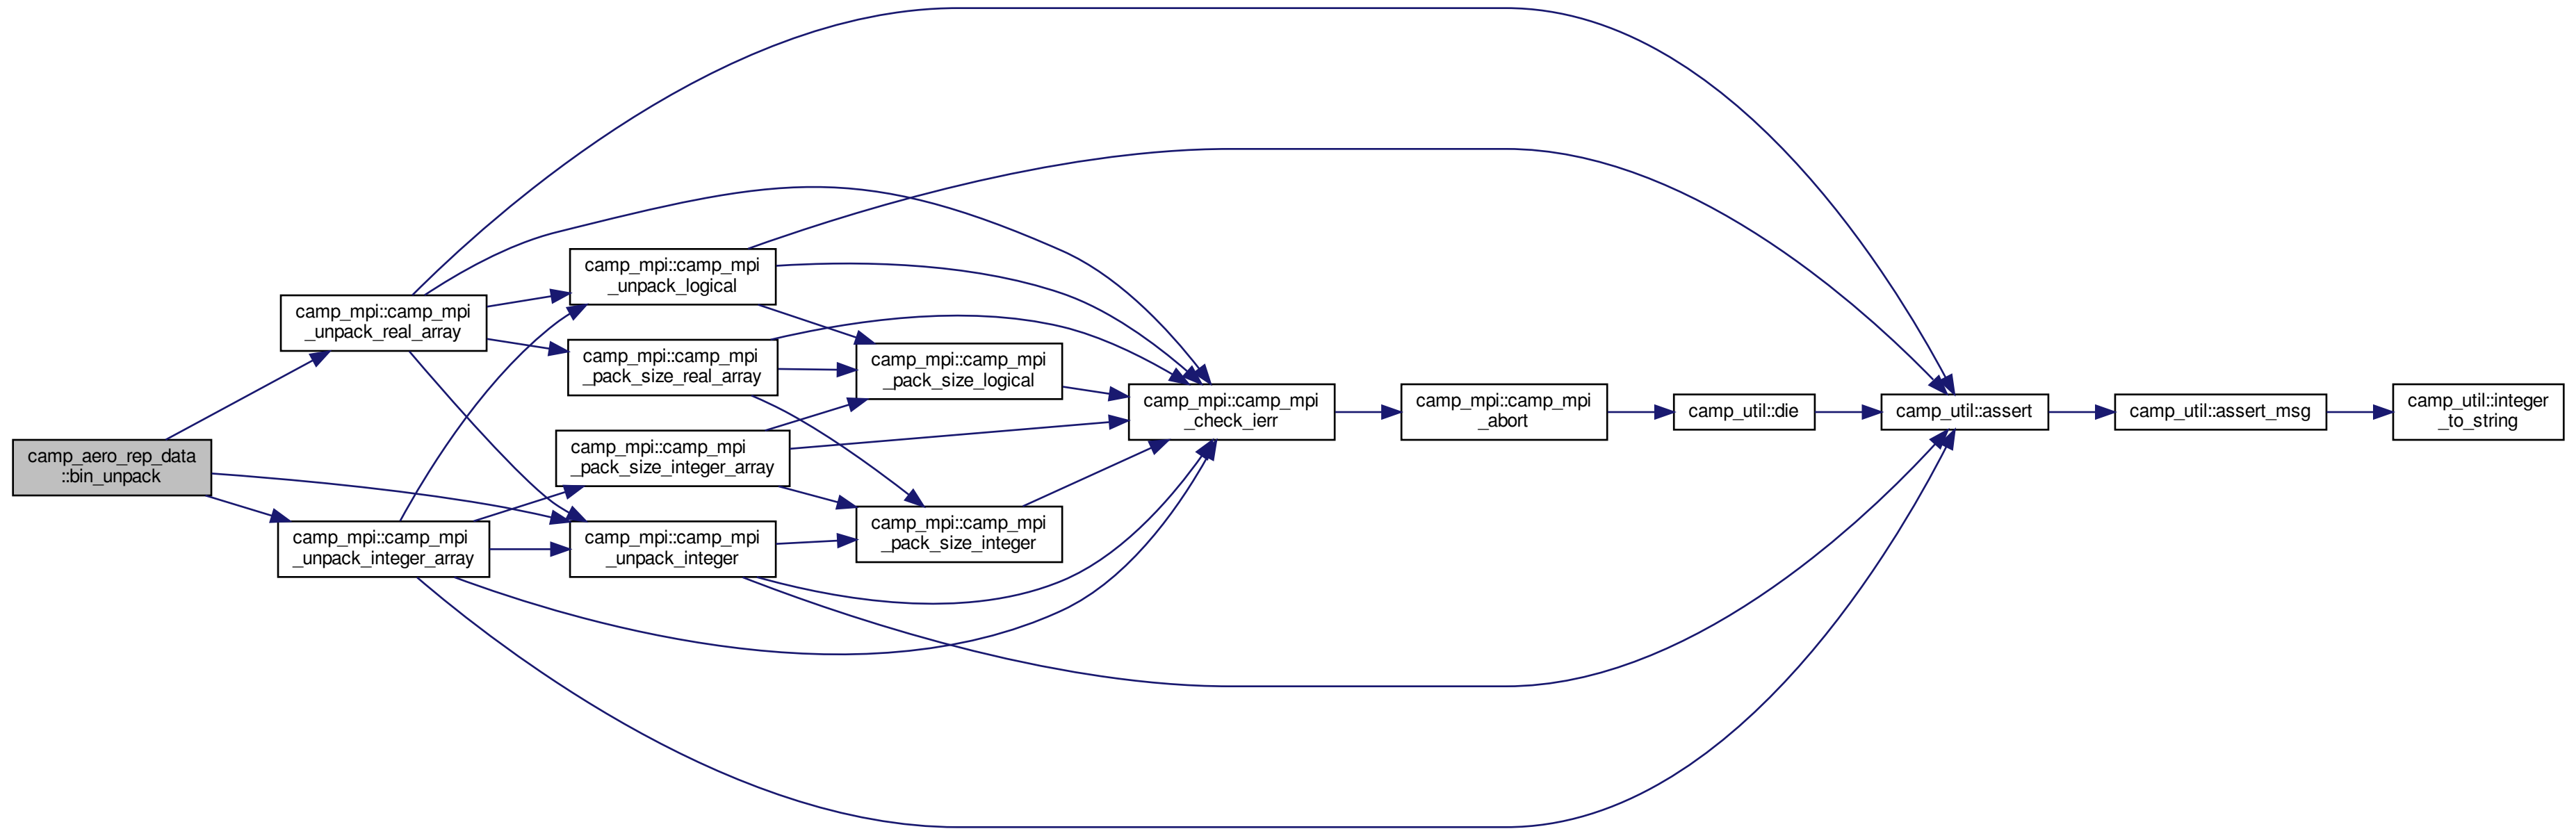 camp_aero_rep_data
::bin_unpack
camp_mpi::camp_mpi
_unpack_real_array
camp_mpi::camp_mpi
_unpack_integer_array
camp_mpi::camp_mpi
_unpack_logical
camp_mpi::camp_mpi
_pack_size_real_array
camp_mpi::camp_mpi
_pack_size_integer_array
camp_mpi::camp_mpi
_unpack_integer
camp_mpi::camp_mpi
_pack_size_logical
camp_mpi::camp_mpi
_pack_size_integer
camp_mpi::camp_mpi
_check_ierr
camp_mpi::camp_mpi
_abort
camp_util::die
camp_util::assert
camp_util::assert_msg
camp_util::integer
_to_string